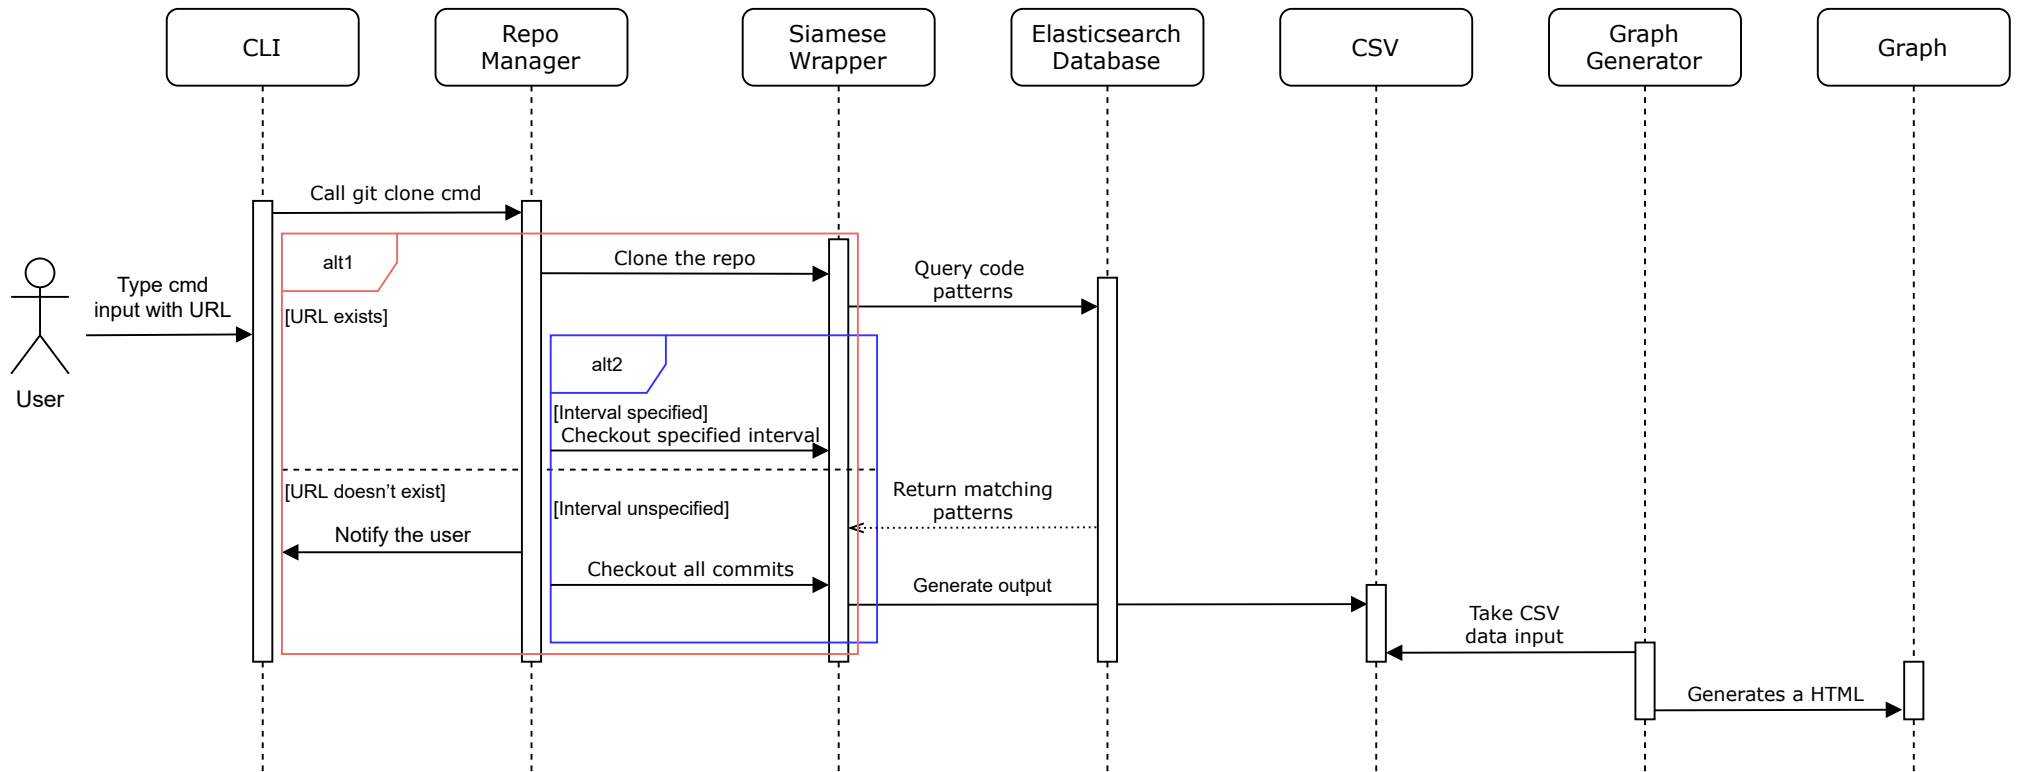 CLI
Repo
Manager
Siamese
Wrapper
Elasticsearch
Database
CSV
Graph
Generator
Graph
Call git clone cmd
alt1
Clone the repo
Query code
patterns
Type cmd
input with URL
[URL exists]
alt2
User
[Interval specified]
Checkout specified interval
[URL doesn't exist]
Return matching
patterns
[Interval unspecified]
Notify the user
Checkout all commits
Generate output
Take CSV
data input
Generates a HTML